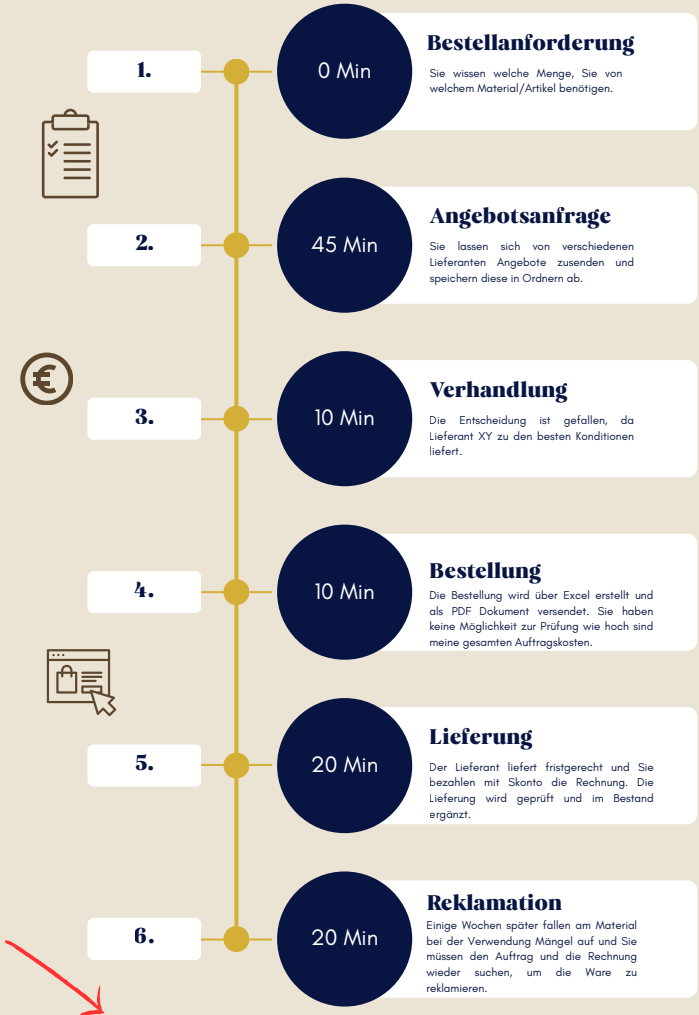 1.
0 Min
Bestellanforderung
Sie wissen welche Menge, Sie von
welchem Material/Artikel benötigen.
2.
45 Min
Angebotsanfrage
Sie lassen sich von verschiedenen
Lieferanten Angebote zusenden und
speichern diese in Ordnern ab.
€
3.
10 Min
Verhandlung
Die Entscheidung ist gefallen, da
Lieferant XY zu den besten Konditionen
liefert.
4.
10 Min
Bestellung
Die Bestellung wird über Excel erstellt und
als PDF Dokument versendet. Sie haben
keine Möglichkeit zur Prüfung wie hoch sind
meine gesamten Auftragskosten.
5.
20 Min
Lieferung
Der Lieferant liefert fristgerecht und Sie
bezahlen mit Skonto die Rechnung. Die
Lieferung wird geprüft und im Bestand
ergänzt.
6.
20 Min
Reklamation
Einige Wochen später fallen am Material
bei der Verwendung Mängel auf und Sie
müssen den Auftrag und die Rechnung
wieder suchen, um die Ware zu
reklamieren.